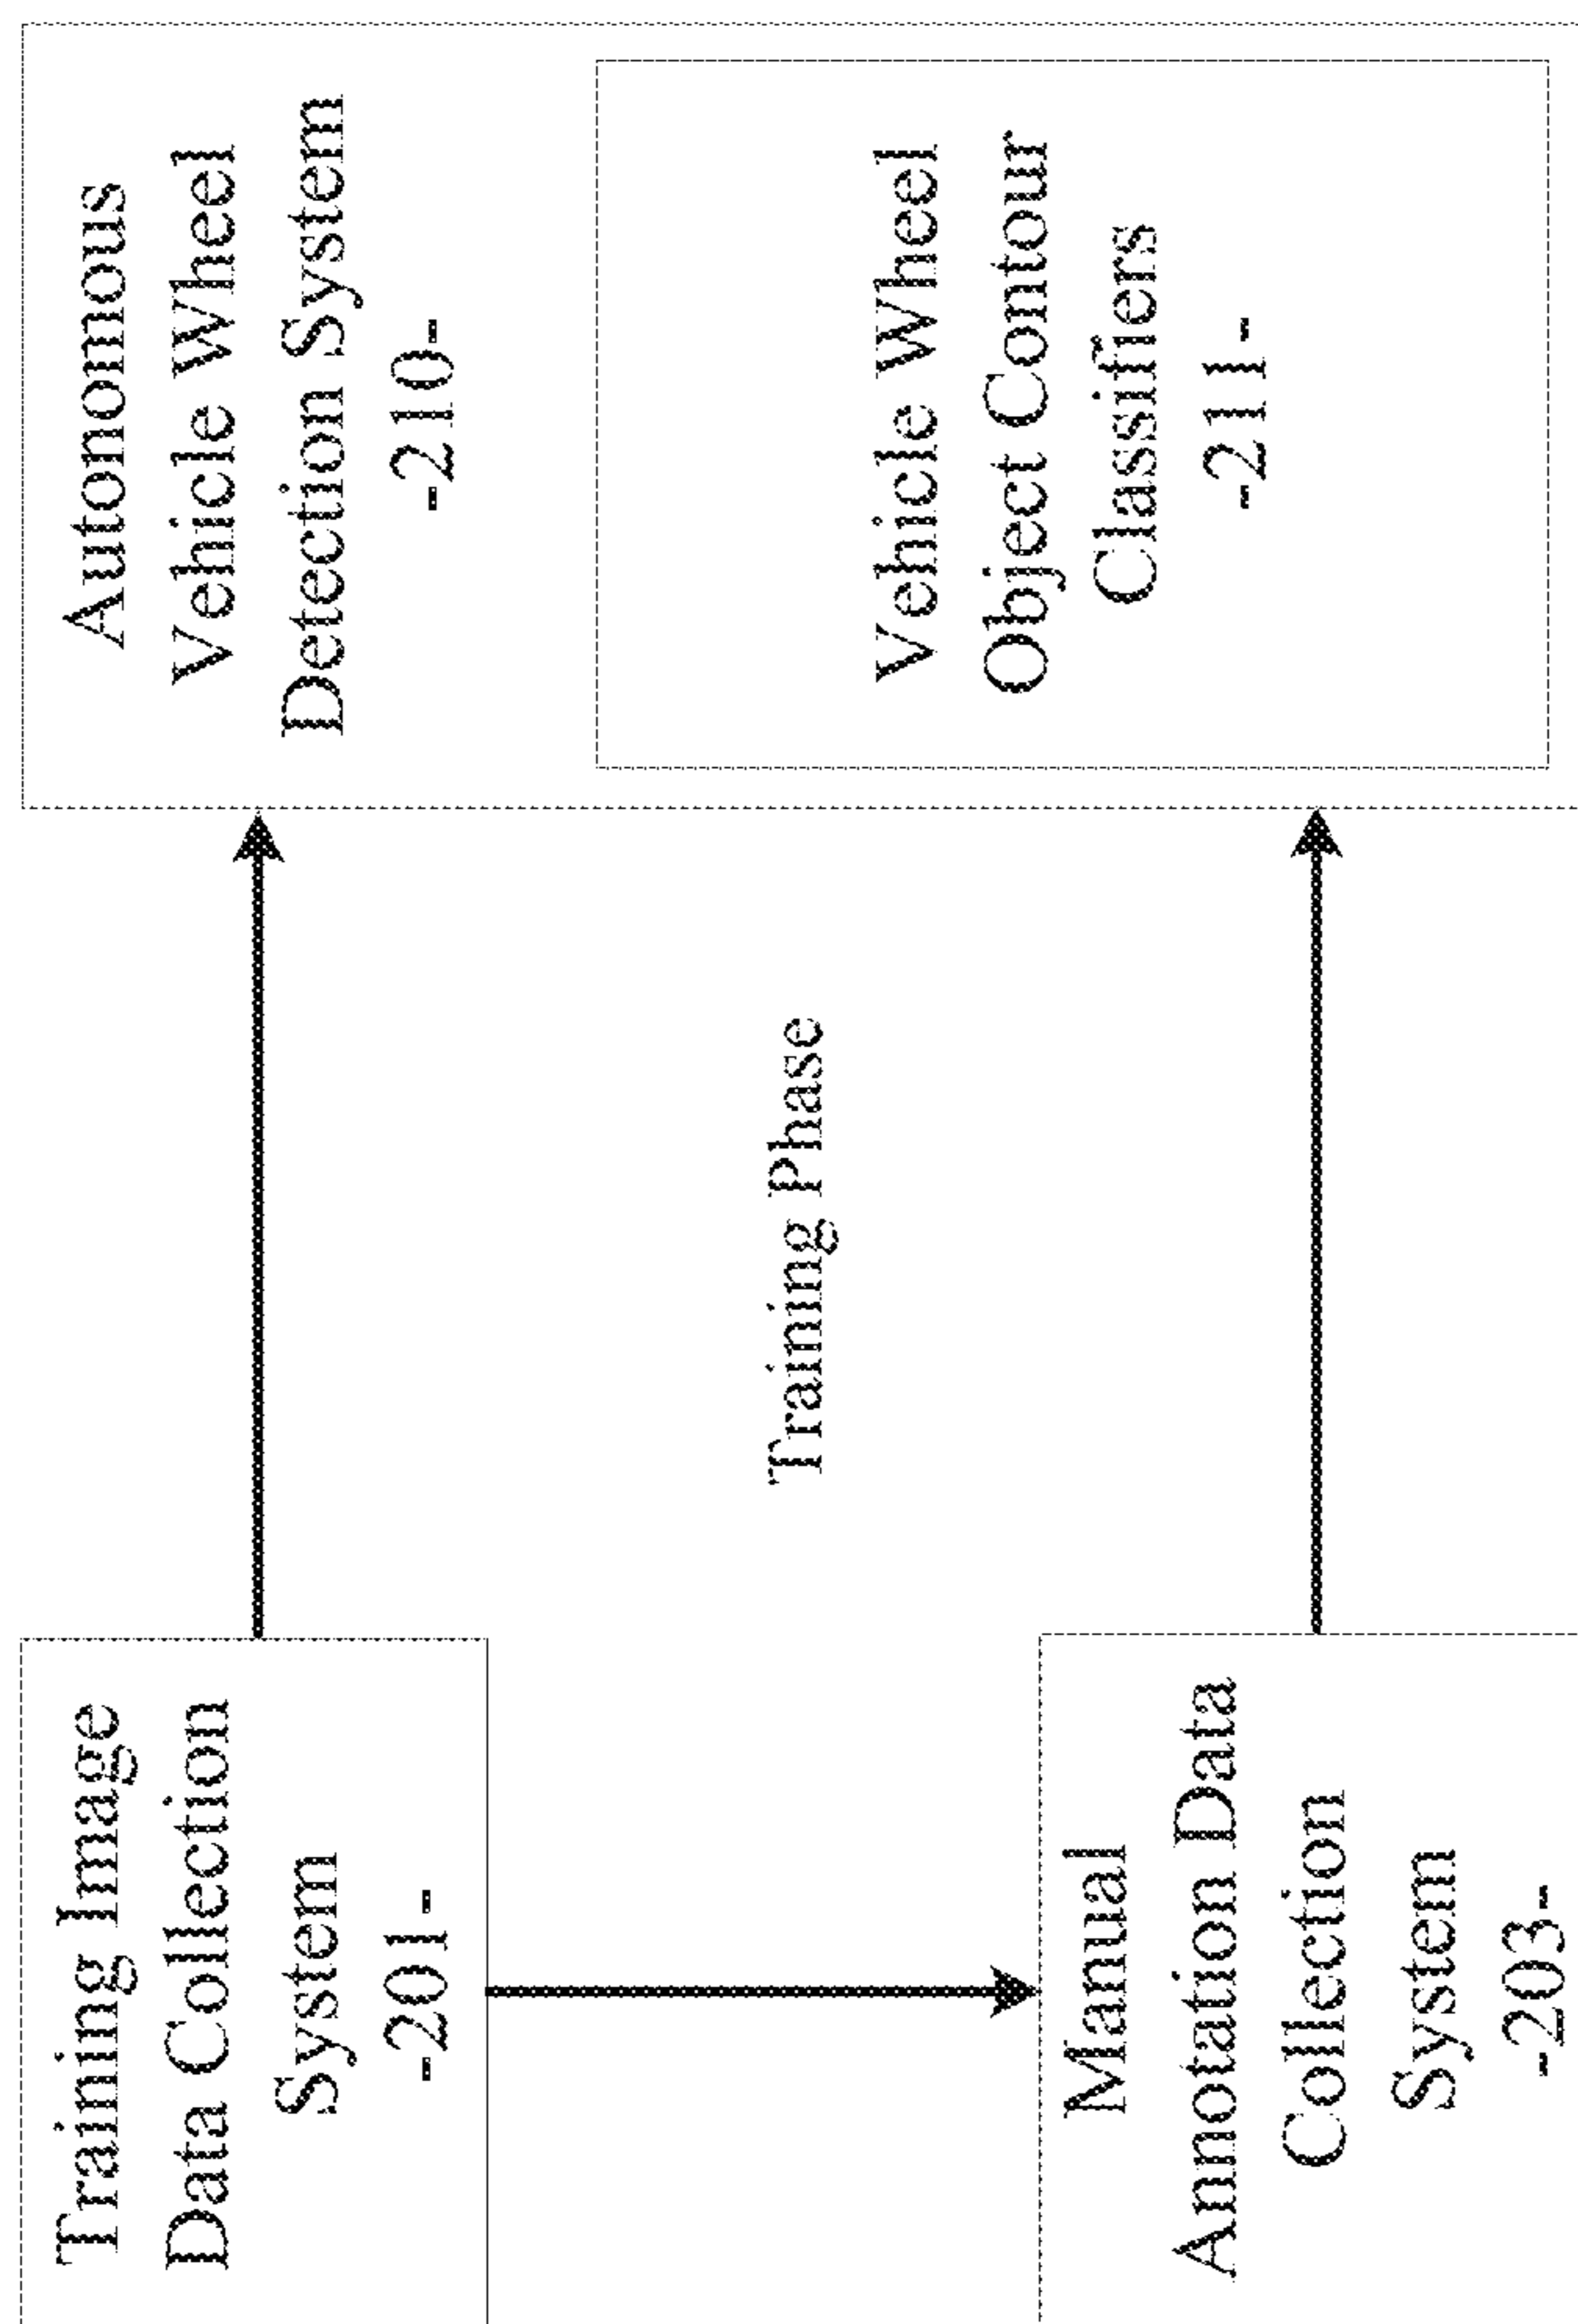 Training Image
Data Collection
System
-201-
Manual
Annotation Data
Collection
System
-203-
Training Phase
Autonomous
Vehicle Wheel
Detection System
-210-
Vehicle Wheel
Object Contour
Classifiers
-211-